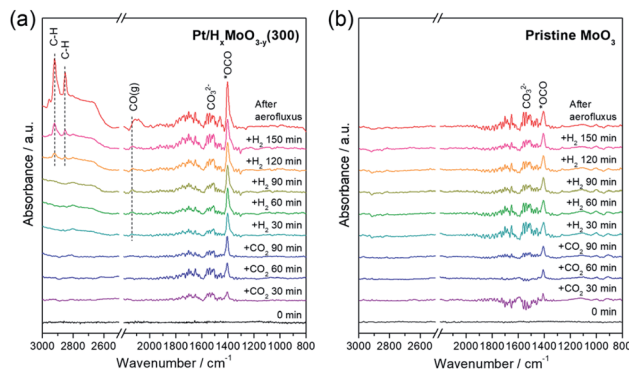 (a)
Pt/HxMoO3-y(300)
C-H
C-H
CO(g)
CO3 2-
*OCO
After
aerofluxus
+H2 150 min
+H2 120 min
+H2 90 min
+H2 60 min
+H2 30 min
+CO2 90 min
+CO2 60 min
+CO2 30 min
0 min
Absorbance / a.u.
3000 2800 2600 2000 1800 1600 1400 1200 1000 800
Wavenumber / cm-1
(b)
Pristine MoO3
CO3 2-
*OCO
After
aerofluxus
+H2 150 min
+H2 120 min
+H2 90 min
+H2 60 min
+H2 30 min
+CO2 90 min
+CO2 60 min
+CO2 30 min
0 min
Absorbance / a.u.
3000 2600 2000 1800 1600 1400 1200 1000 800
Wavenumber / cm-1